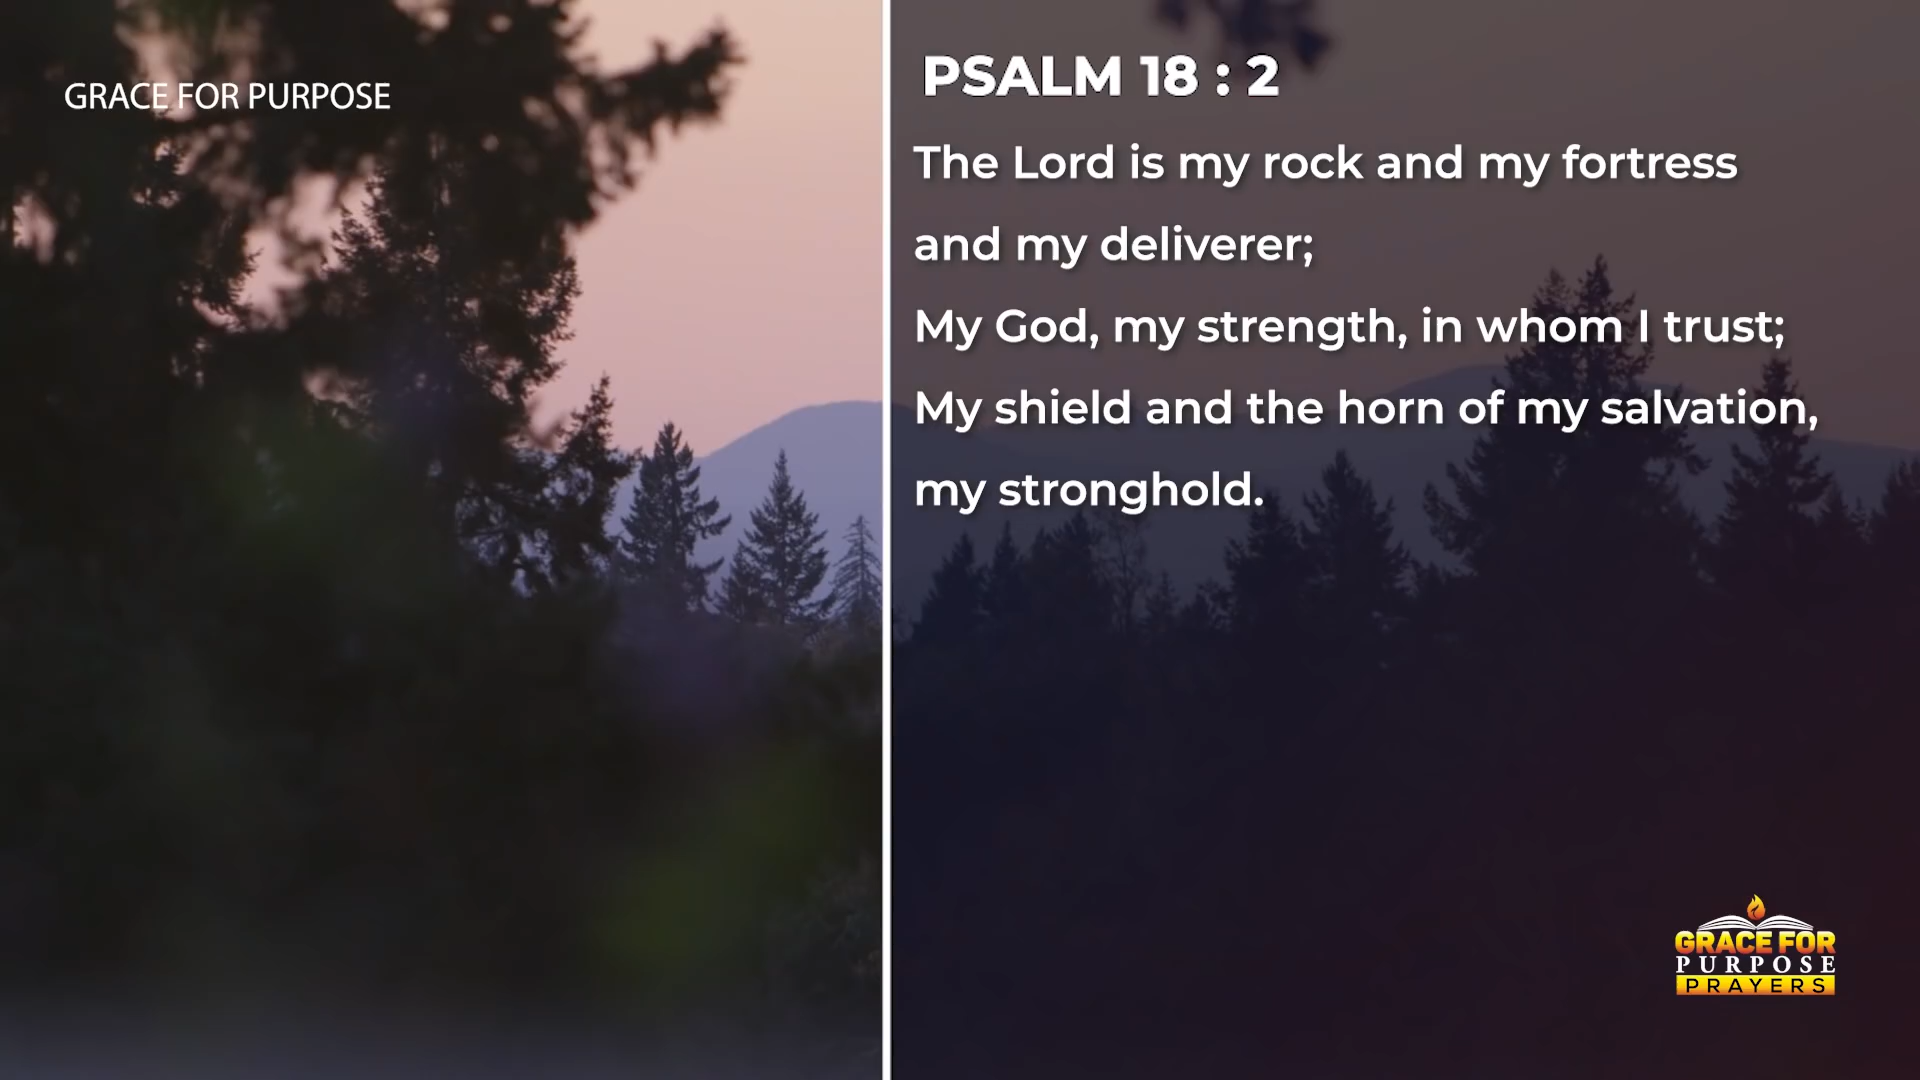 GRACE FOR PURPOSE
PSALM 18 : 2
The Lord is my rock and my fortress
and my deliverer;
My God, my strength, in whom I trust;
My shield and the horn of my salvation,
my stronghold.
GRACE FOR
PURPOSE
PRAYERS